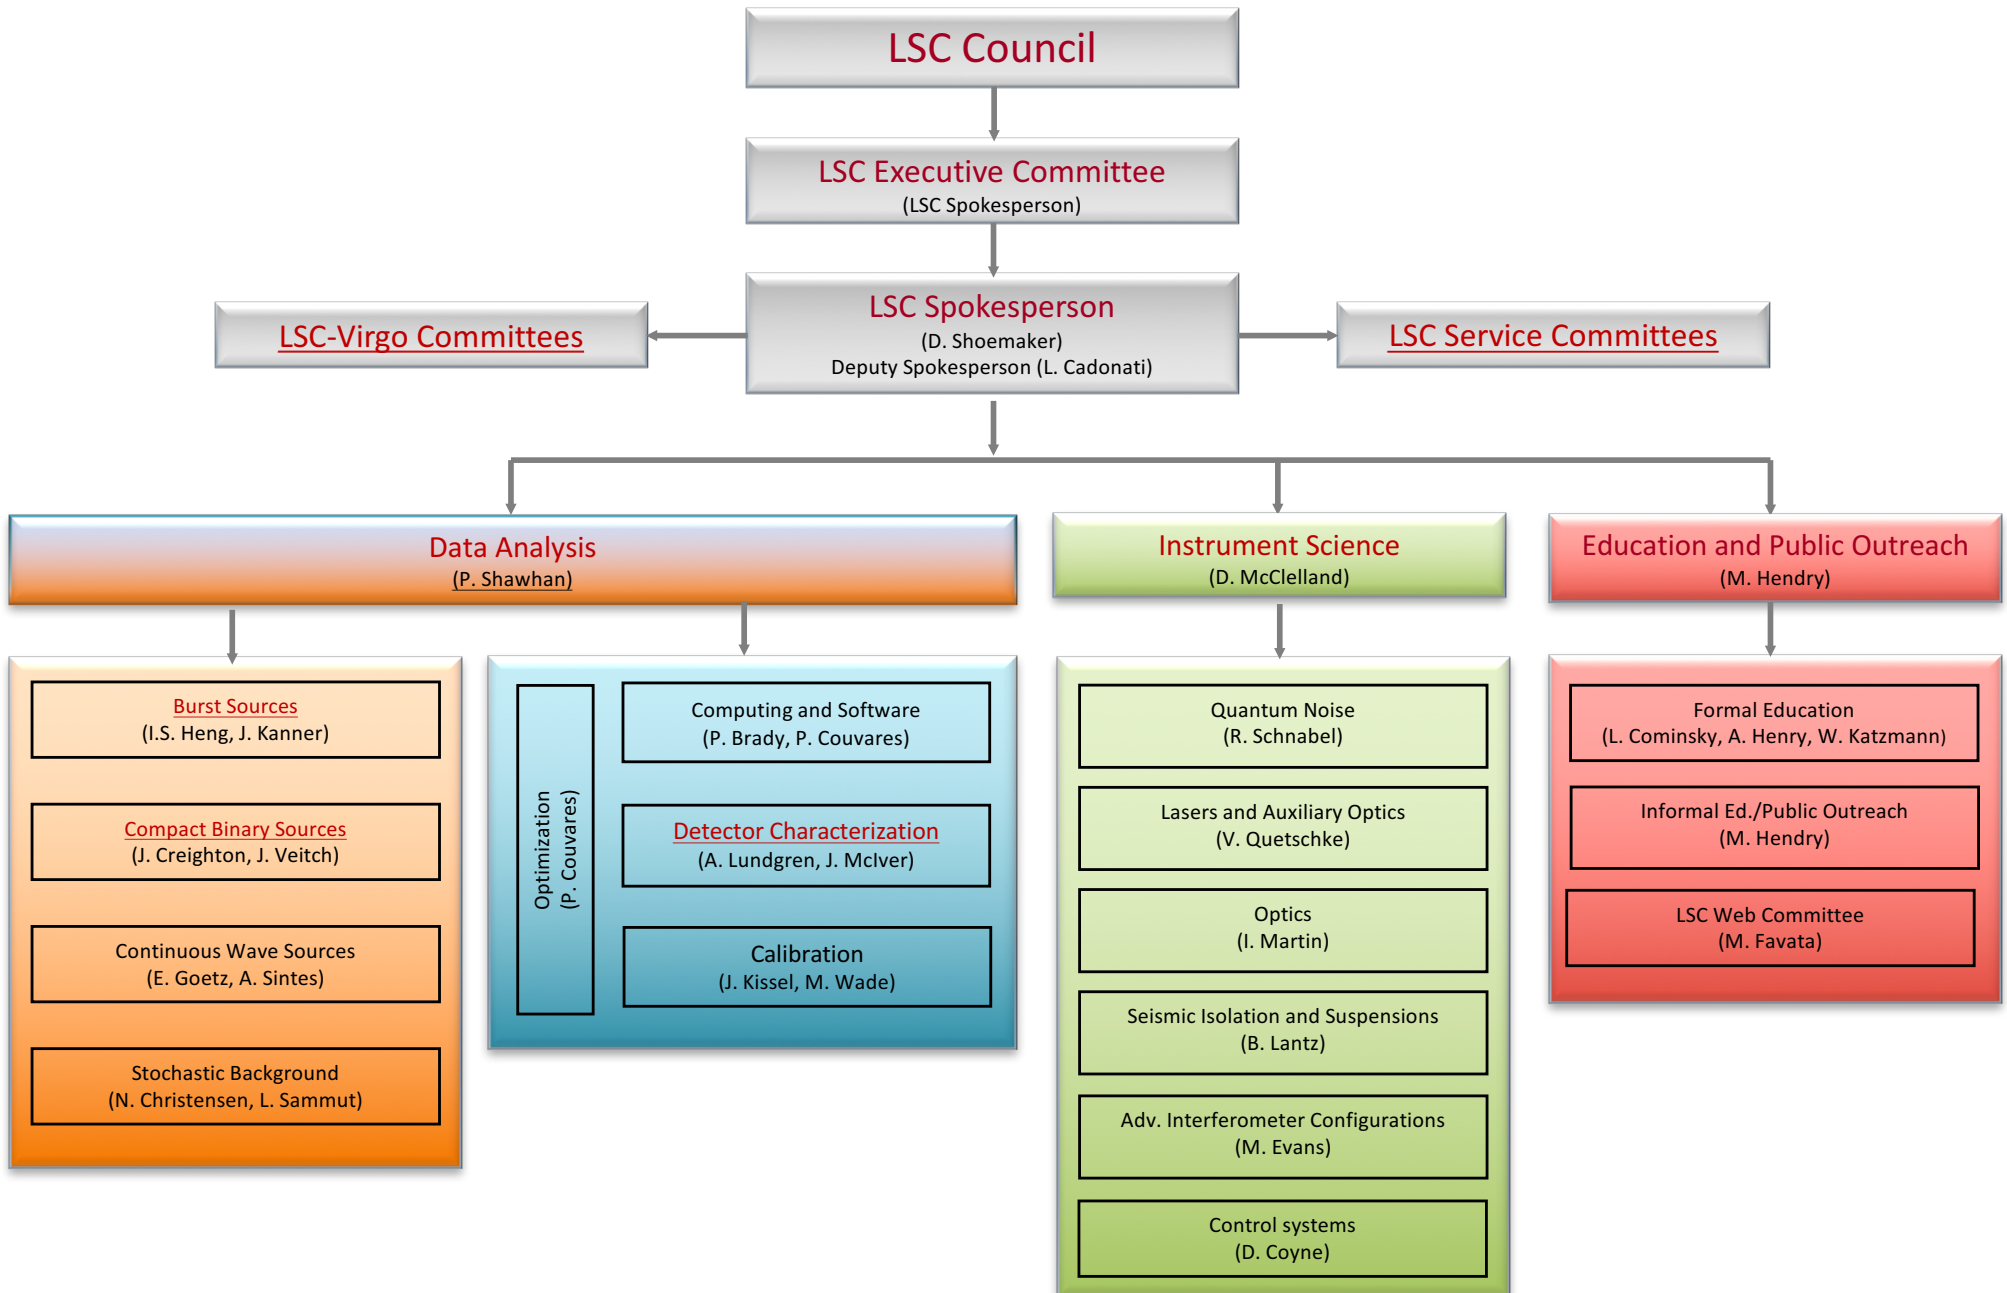 LSC Council
LSC Executive Committee
(LSC Spokesperson)
LSC Spokesperson
(D. Shoemaker)
Deputy Spokesperson (L. Cadonati)
LSC-Virgo Committees
LSC Service Committees
Data Analysis
(P. Shawhan)
Instrument Science
(D. McClelland)
Education and Public Outreach
(M. Hendry)
Burst Sources
(I.S. Heng, J. Kanner)
Compact Binary Sources
(J. Creighton, J. Veitch)
Continuous Wave Sources
(E. Goetz, A. Sintes)
Stochastic Background
(N. Christensen, L. Sammut)
Optimization
(P. Couvares)
Computing and Software
(P. Brady, P. Couvares)
Detector Characterization
(A. Lundgren, J. McIver)
Calibration
(J. Kissel, M. Wade)
Quantum Noise
(R. Schnabel)
Lasers and Auxiliary Optics
(V. Quetschke)
Optics
(I. Martin)
Seismic Isolation and Suspensions
(B. Lantz)
Adv. Interferometer Configurations
(M. Evans)
Control systems
(D. Coyne)
Formal Education
(L. Cominsky, A. Henry, W. Katzmann)
Informal Ed./Public Outreach
(M. Hendry)
LSC Web Committee
(M. Favata)